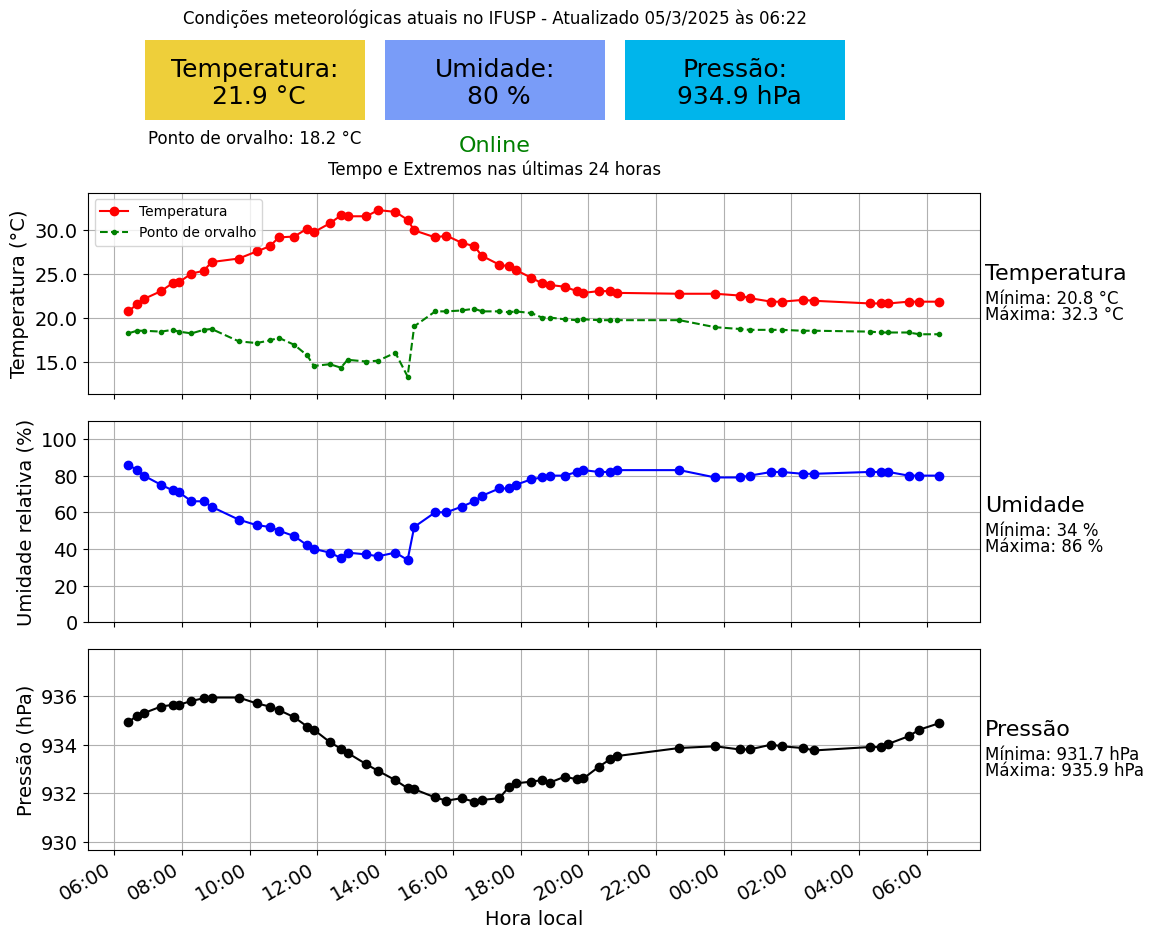 Condições meteorológicas atuais no IFUSP - Atualizado 05/3/2025 às 06:22
Temperatura:
21.9 °C
Umidade:
80 %
Pressão:
934.9 hPa
Ponto de orvalho: 18.2 °C
Online
Tempo e Extremos nas últimas 24 horas
Temperatura (°C)
30.0
25.0
20.0
15.0
Temperatura
Ponto de orvalho
Temperatura
Mínima: 20.8 °C
Máxima: 32.3 °C
Umidade relativa (%)
100
80
60
40
20
0
Umidade
Mínima: 34 %
Máxima: 86 %
Pressão (hPa)
936
934
932
930
Pressão
Mínima: 931.7 hPa
Máxima: 935.9 hPa
06:00
08:00
10:00
12:00
14:00
16:00
18:00
20:00
22:00
00:00
02:00
04:00
06:00
Hora local